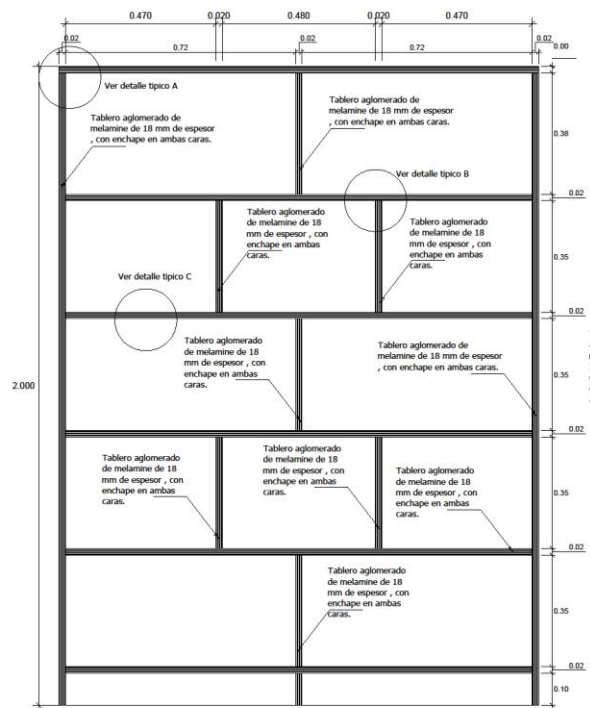 0.470
0.020
0.480
0.020
0.470
0.02
0.72
0.02
0.72
0.02
0.00
Ver detalle tipico A
Tablero aglomerado de
melamine de 18 mm de espesor
, con enchape en ambas caras.
Tablero aglomerado de
melamine de 18 mm de espesor
, con enchape en ambas caras.
0.38
Ver detalle tipico B
0.02
Tablero aglomerado
de melamine de 18
mm de espesor , con
enchape en ambas
caras.
Tablero aglomerado
de melamine de 18
mm de espesor , con
enchape en ambas
caras.
0.35
Ver detalle tipico C
0.02
Tablero aglomerado
de melamine de 18
mm de espesor , con
enchape en ambas
caras.
Tablero aglomerado de
melamine de 18 mm de espesor
, con enchape en ambas caras.
0.35
2.000
0.02
Tablero aglomerado
de melamine de 18
mm de espesor , con
enchape en ambas
caras.
Tablero aglomerado
de melamine de 18
mm de espesor , con
enchape en ambas
caras.
Tablero aglomerado
de melamine de 18
mm de espesor , con
enchape en ambas
caras.
0.35
0.02
Tablero aglomerado
de melamine de 18
mm de espesor , con
enchape en ambas
caras.
0.35
0.02
0.10